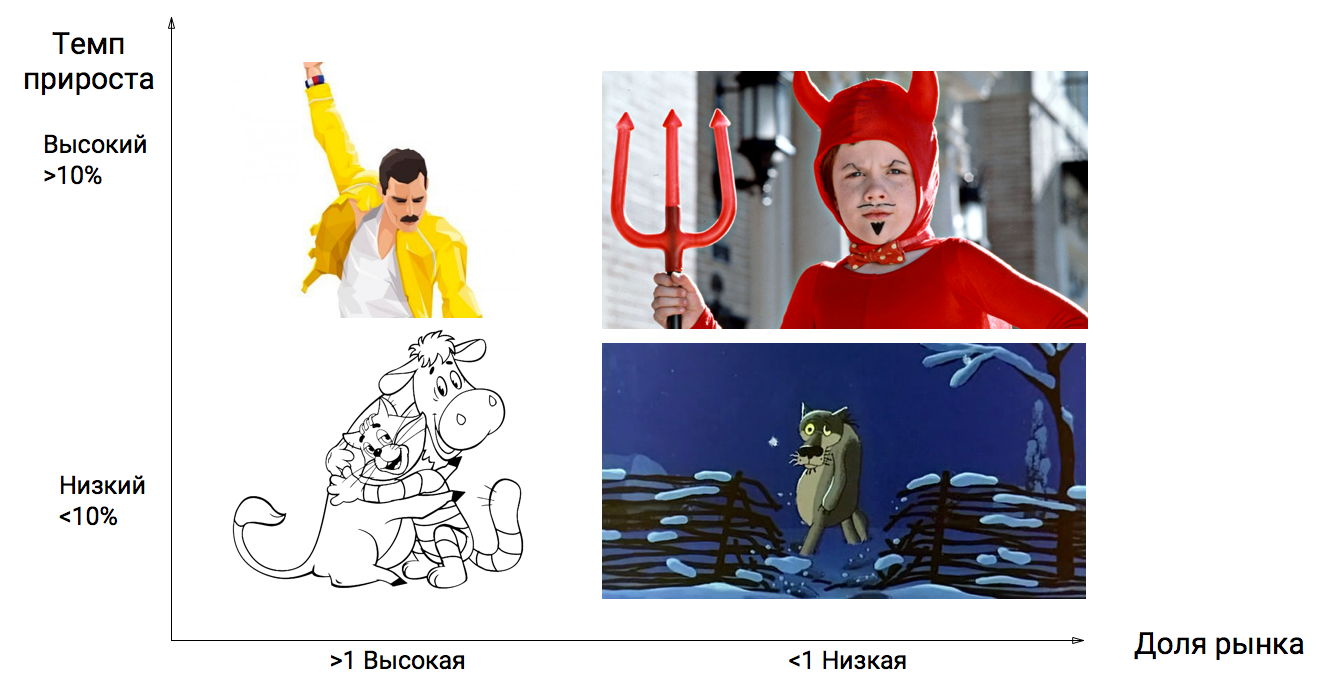 Темп
прироста
Высокий
>10%
Низкий
<10%
>1 Высокая
<1 Низкая
Доля рынка